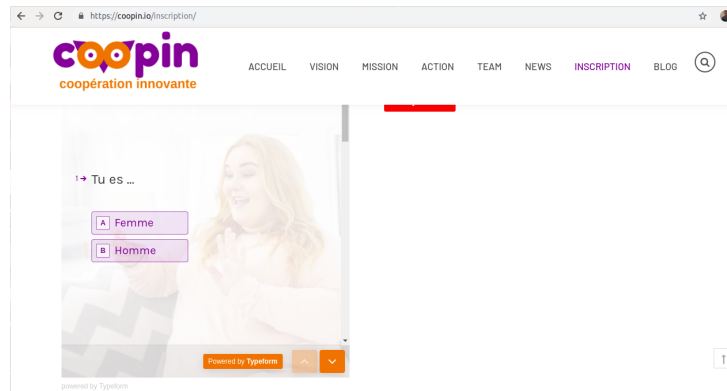 https://coopin.io/inscription/
coopin
coopération innovante
ACCUEIL VISION MISSION ACTION TEAM NEWS INSCRIPTION BLOG
1 Tu es ...
A Femme
B Homme
Powered by Typeform
powered by Typeform